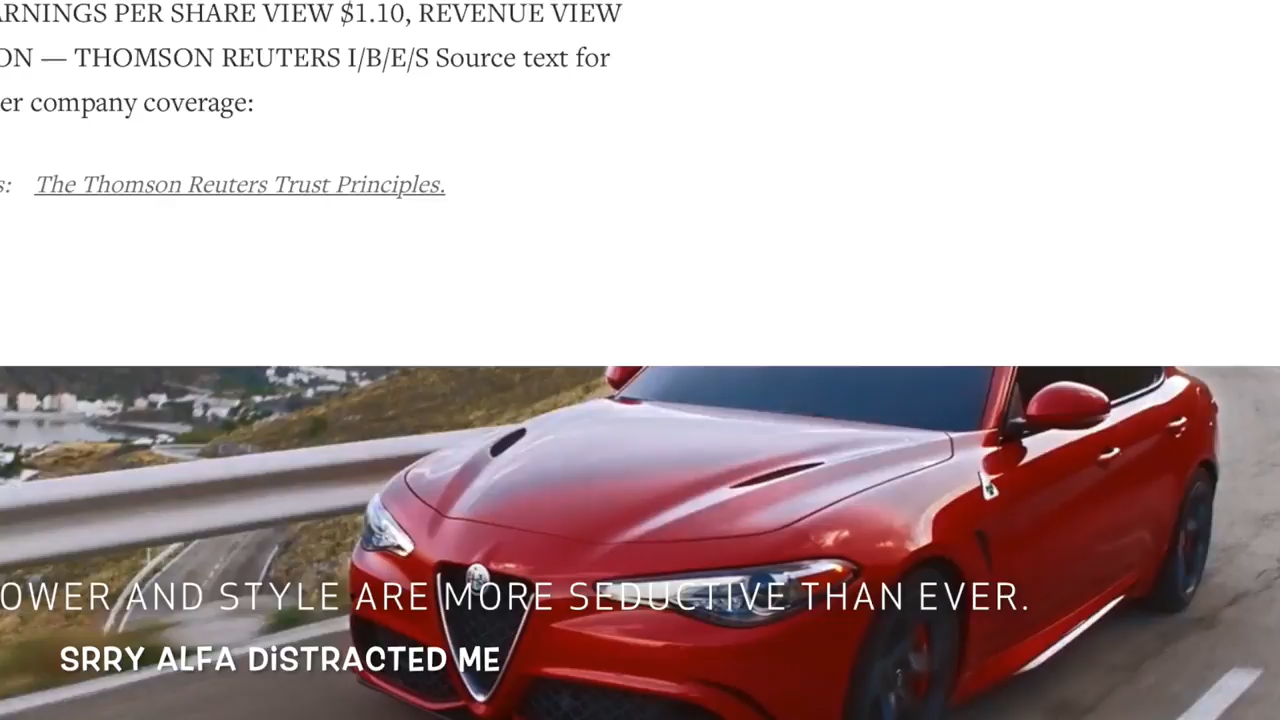 ARNINGS PER SHARE VIEW $1.10, REVENUE VIEW
ON — THOMSON REUTERS I/B/E/S Source text for
er company coverage:
s: The Thomson Reuters Trust Principles.
OWER AND STYLE ARE MORE SEDUCTIVE THAN EVER.
SRRY ALFA DiSTRACTED ME